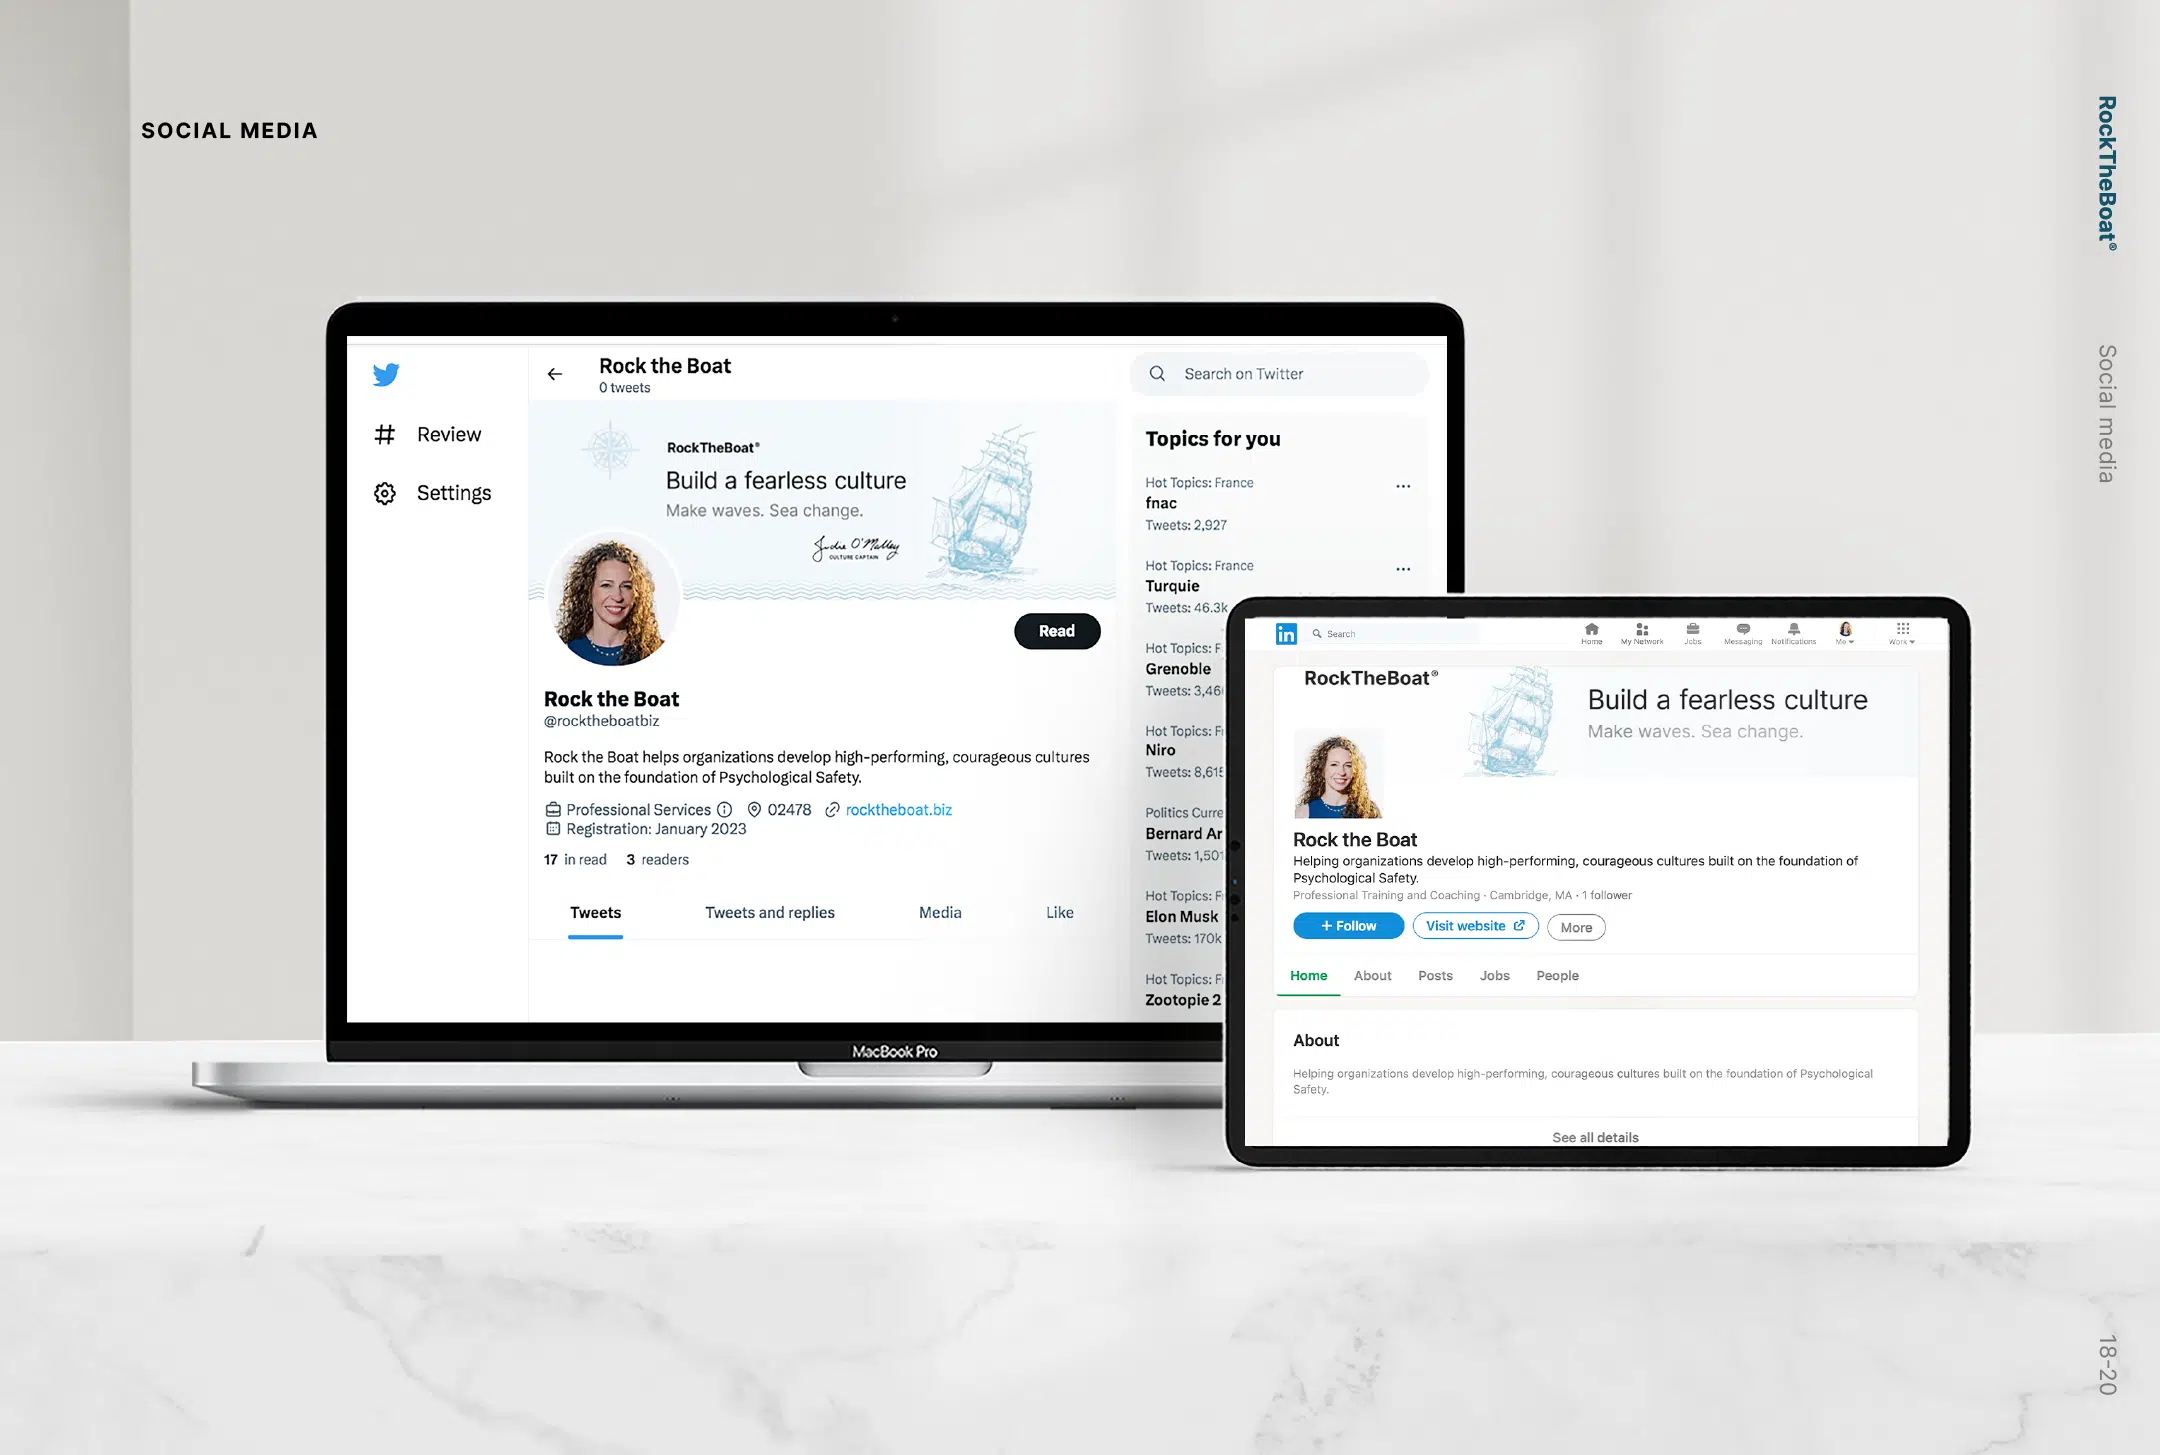 SOCIAL MEDIA
RockTheBoat®
Social media
18-20
Rock the Boat
0 tweets
Search on Twitter
Review
Settings
RockTheBoat®
Build a fearless culture
Make waves. Sea change.
Judie O'Malley
CULTURE CAPTAIN
Read
Rock the Boat
@rocktheboatbiz
Rock the Boat helps organizations develop high-performing, courageous cultures
built on the foundation of Psychological Safety.
Professional Services 02478 rocktheboat.biz
Registration: January 2023
17 in read 3 readers
Tweets Tweets and replies Media Like
Topics for you
Hot Topics: France
fnac
Tweets: 2,927
Hot Topics: France
Turquie
Tweets: 46.3k
Hot Topics: F
Grenoble
Tweets: 3,46
Hot Topics: F
Niro
Tweets: 8,615
Politics Curre
Bernard Ar
Tweets: 1,501
Hot Topics: F
Elon Musk
Tweets: 170k
Hot Topics: F
Zootopie 2
MacBook Pro
in
Search
Home My Network Jobs Messaging Notifications Me Work
RockTheBoat®
Build a fearless culture
Make waves. Sea change.
Rock the Boat
Helping organizations develop high-performing, courageous cultures built on the foundation of
Psychological Safety.
Professional Training and Coaching · Cambridge, MA · 1 follower
+ Follow Visit website More
Home About Posts Jobs People
About
Helping organizations develop high-performing, courageous cultures built on the foundation of Psychological
Safety.
See all details